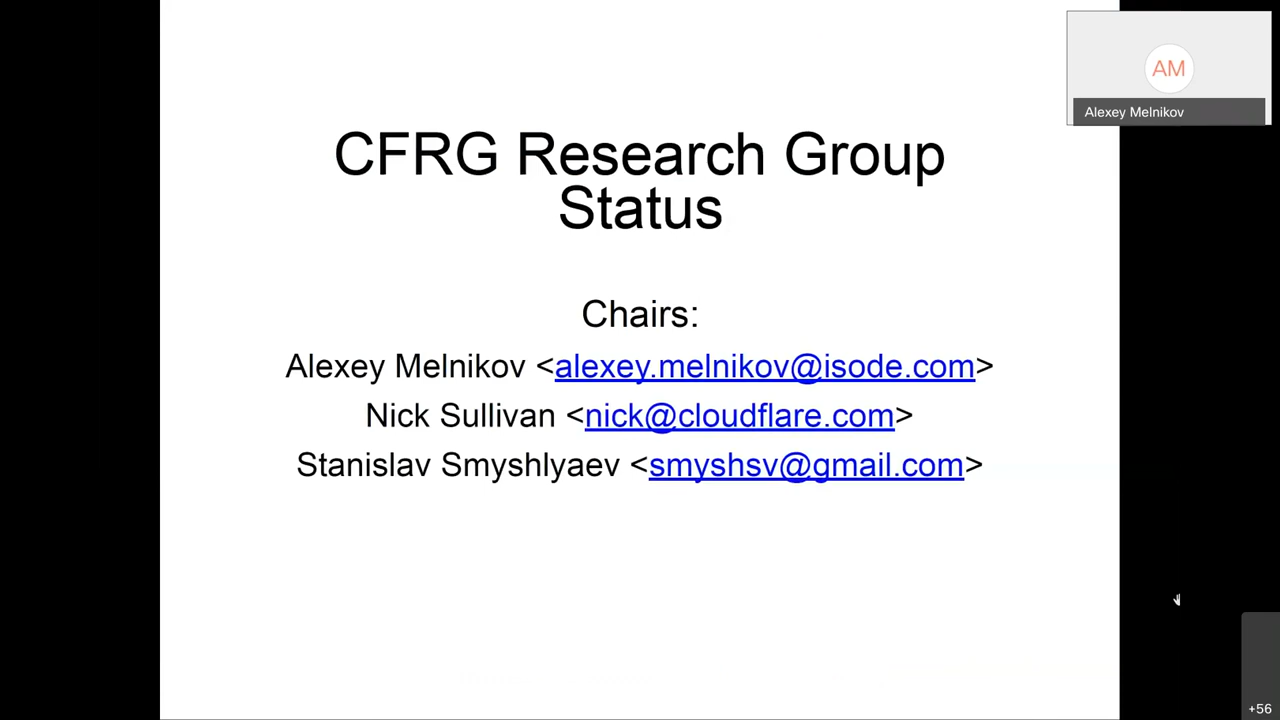 CFRG Research Group
Status
Chairs:
Alexey Melnikov <alexey.melnikov@isode.com>
Nick Sullivan <nick@cloudflare.com>
Stanislav Smyshlyaev <smyshsv@gmail.com>
AM
Alexey Melnikov
+56